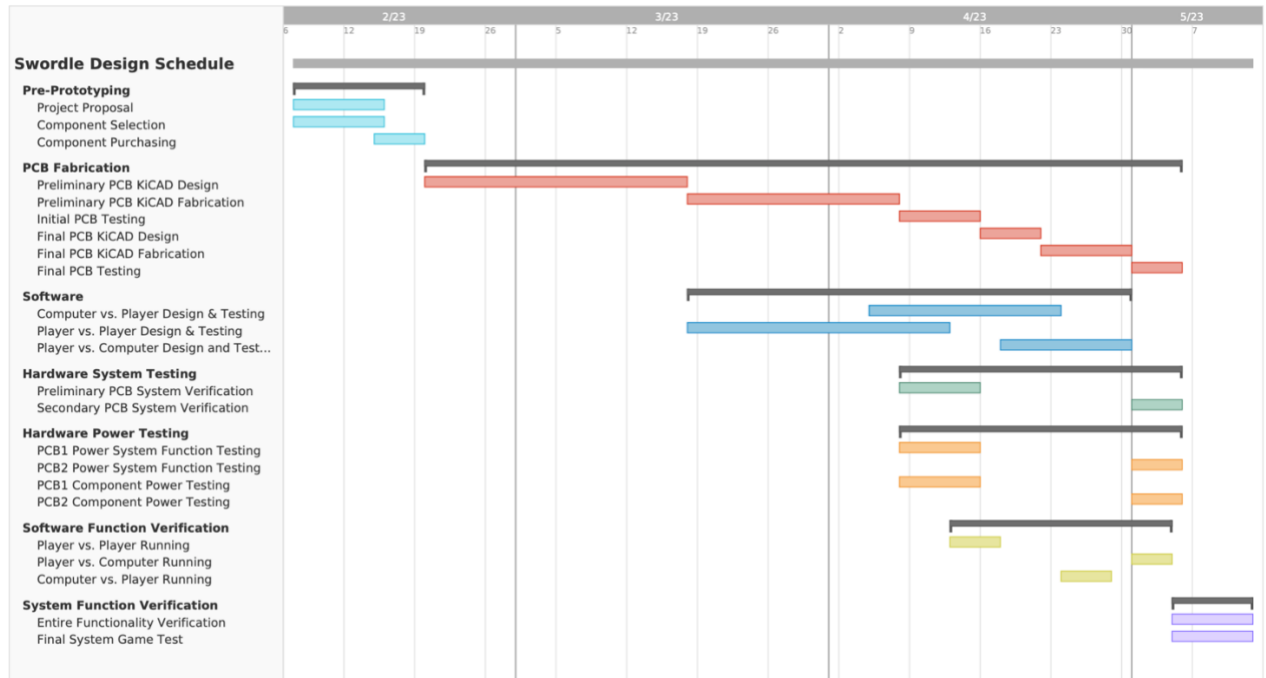 2/23 3/23 4/23 5/23
6 12 19 26 5 12 19 26 2 9 16 23 30 7
Swordle Design Schedule
Pre-Prototyping
Project Proposal
Component Selection
Component Purchasing
PCB Fabrication
Preliminary PCB KiCAD Design
Preliminary PCB KiCAD Fabrication
Initial PCB Testing
Final PCB KiCAD Design
Final PCB KiCAD Fabrication
Final PCB Testing
Software
Computer vs. Player Design & Testing
Player vs. Player Design & Testing
Player vs. Computer Design and Test...
Hardware System Testing
Preliminary PCB System Verification
Secondary PCB System Verification
Hardware Power Testing
PCB1 Power System Function Testing
PCB2 Power System Function Testing
PCB1 Component Power Testing
PCB2 Component Power Testing
Software Function Verification
Player vs. Player Running
Player vs. Computer Running
Computer vs. Player Running
System Function Verification
Entire Functionality Verification
Final System Game Test